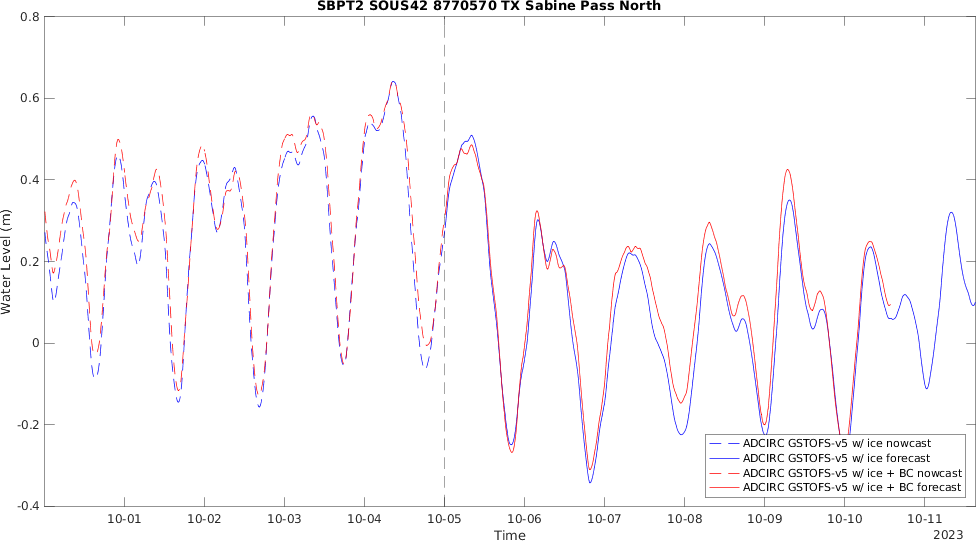 SBPT2 SOUS42 8770570 TX Sabine Pass North
0.8
0.6
0.4
0.2
0
-0.2
-0.4
Water Level (m)
ADCIRC GSTOFS-v5 w/ ice nowcast
ADCIRC GSTOFS-v5 w/ ice forecast
ADCIRC GSTOFS-v5 w/ ice + BC nowcast
ADCIRC GSTOFS-v5 w/ ice + BC forecast
10-01 10-02 10-03 10-04 10-05 10-06 10-07 10-08 10-09 10-10 10-11
Time
2023